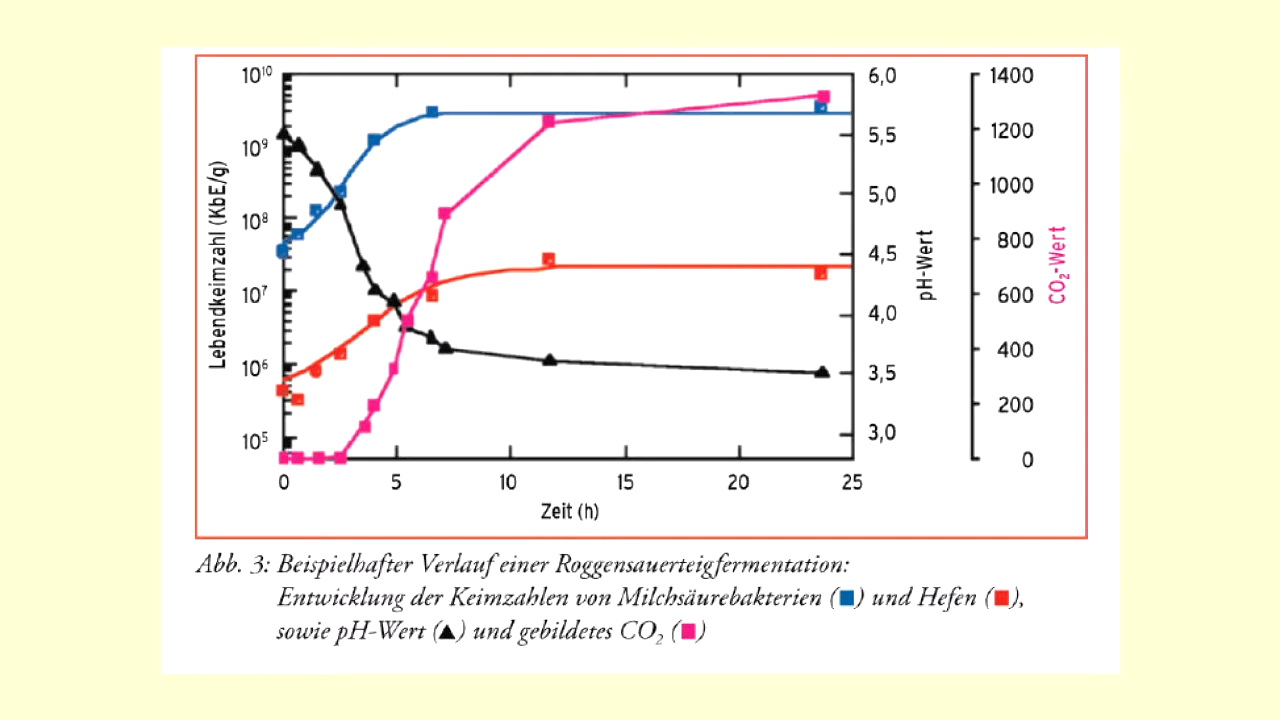 10¹⁰
10⁹
10⁸
10⁷
10⁶
10⁵
Lebendkeimzahl (KbE/g)
6,0
5,5
5,0
4,5
4,0
3,5
3,0
pH-Wert
1400
1200
1000
800
600
400
200
0
CO₂-Wert
0 5 10 15 20 25
Zeit (h)
Abb. 3: Beispielhafter Verlauf einer Roggensauerteigfermentation:
Entwicklung der Keimzahlen von Milchsäurebakterien (■) und Hefen (■),
sowie pH-Wert (▲) und gebildetes CO₂ (■)